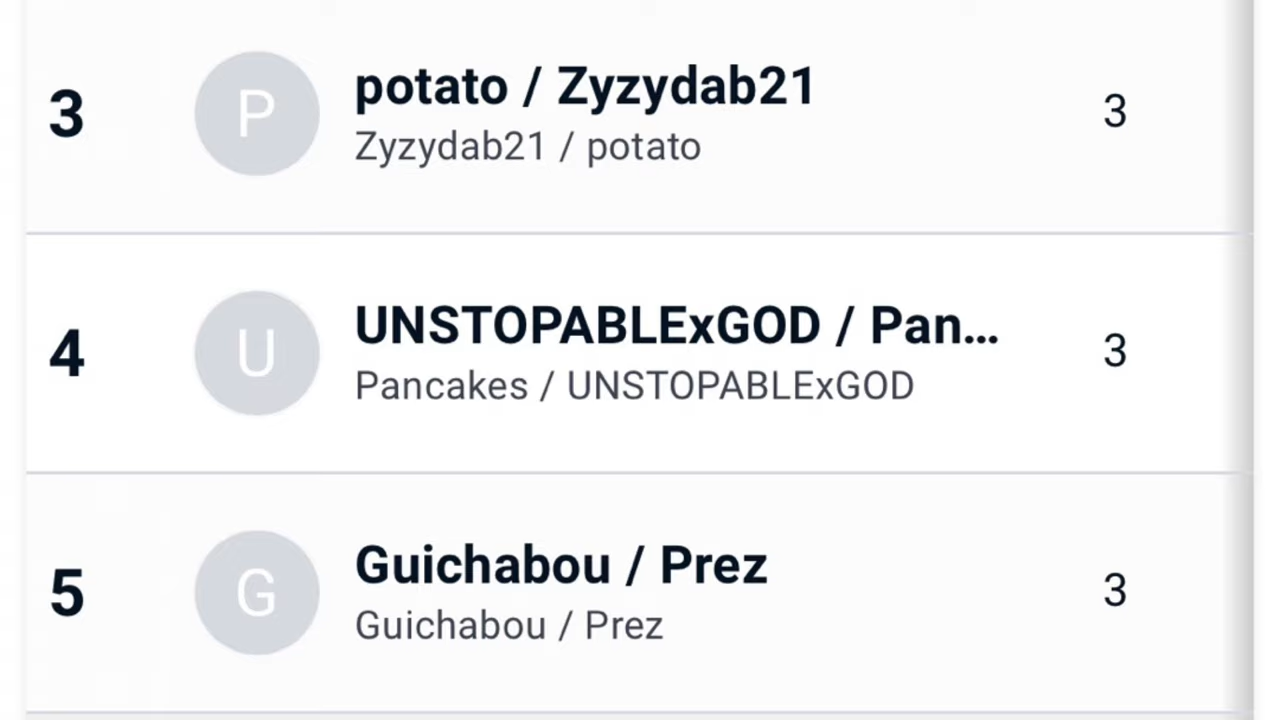 3
P
potato / Zyzydab21
Zyzydab21 / potato
3
4
U
UNSTOPABLExGOD / Pan...
Pancakes / UNSTOPABLExGOD
3
5
G
Guichabou / Prez
Guichabou / Prez
3